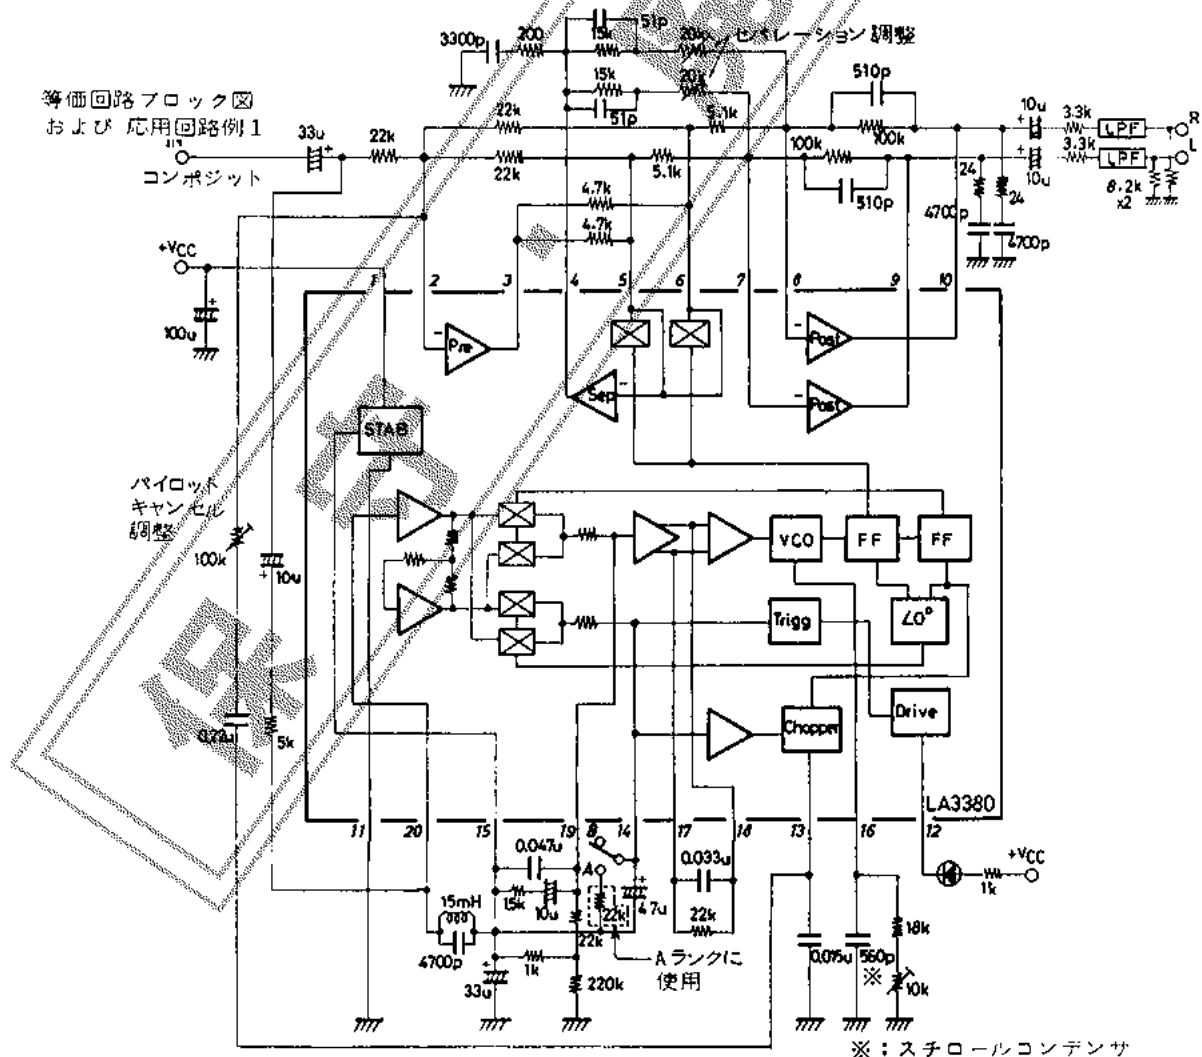 等価回路ブロック図
および 応用回路例1
IN
コンポジット
33u
+
22k
3300p
200
51p
15k
20k
セパレーション調整
15k
20k
51p
22k
22k
5.1k
5.1k
4.7k
4.7k
510p
100k
100k
510p
10u
+
3.3k
LPF
R
3.3k
LPF
L
+
10u
24
24
4700p
4700p
8.2k
x2
+VCC
+
100u
1
2
3
4
5
6
7
8
9
10
Pre
Sep
Post
Post
STAB
パイロット
キャンセル
調整
100k
+
10u
0.22u
5k
VCO
FF
FF
Trigg
∠0°
Chopper
Drive
LA3380
11
20
15
19
14
17
18
13
16
12
B
A
0.047u
15k
10u
22k
22k
+
47u
0.033u
22k
15mH
4700p
+
33u
1k
220k
Aランクに
使用
0.015u
560p
※
18k
10k
+VCC
1k
※:スチロールコンデンサ